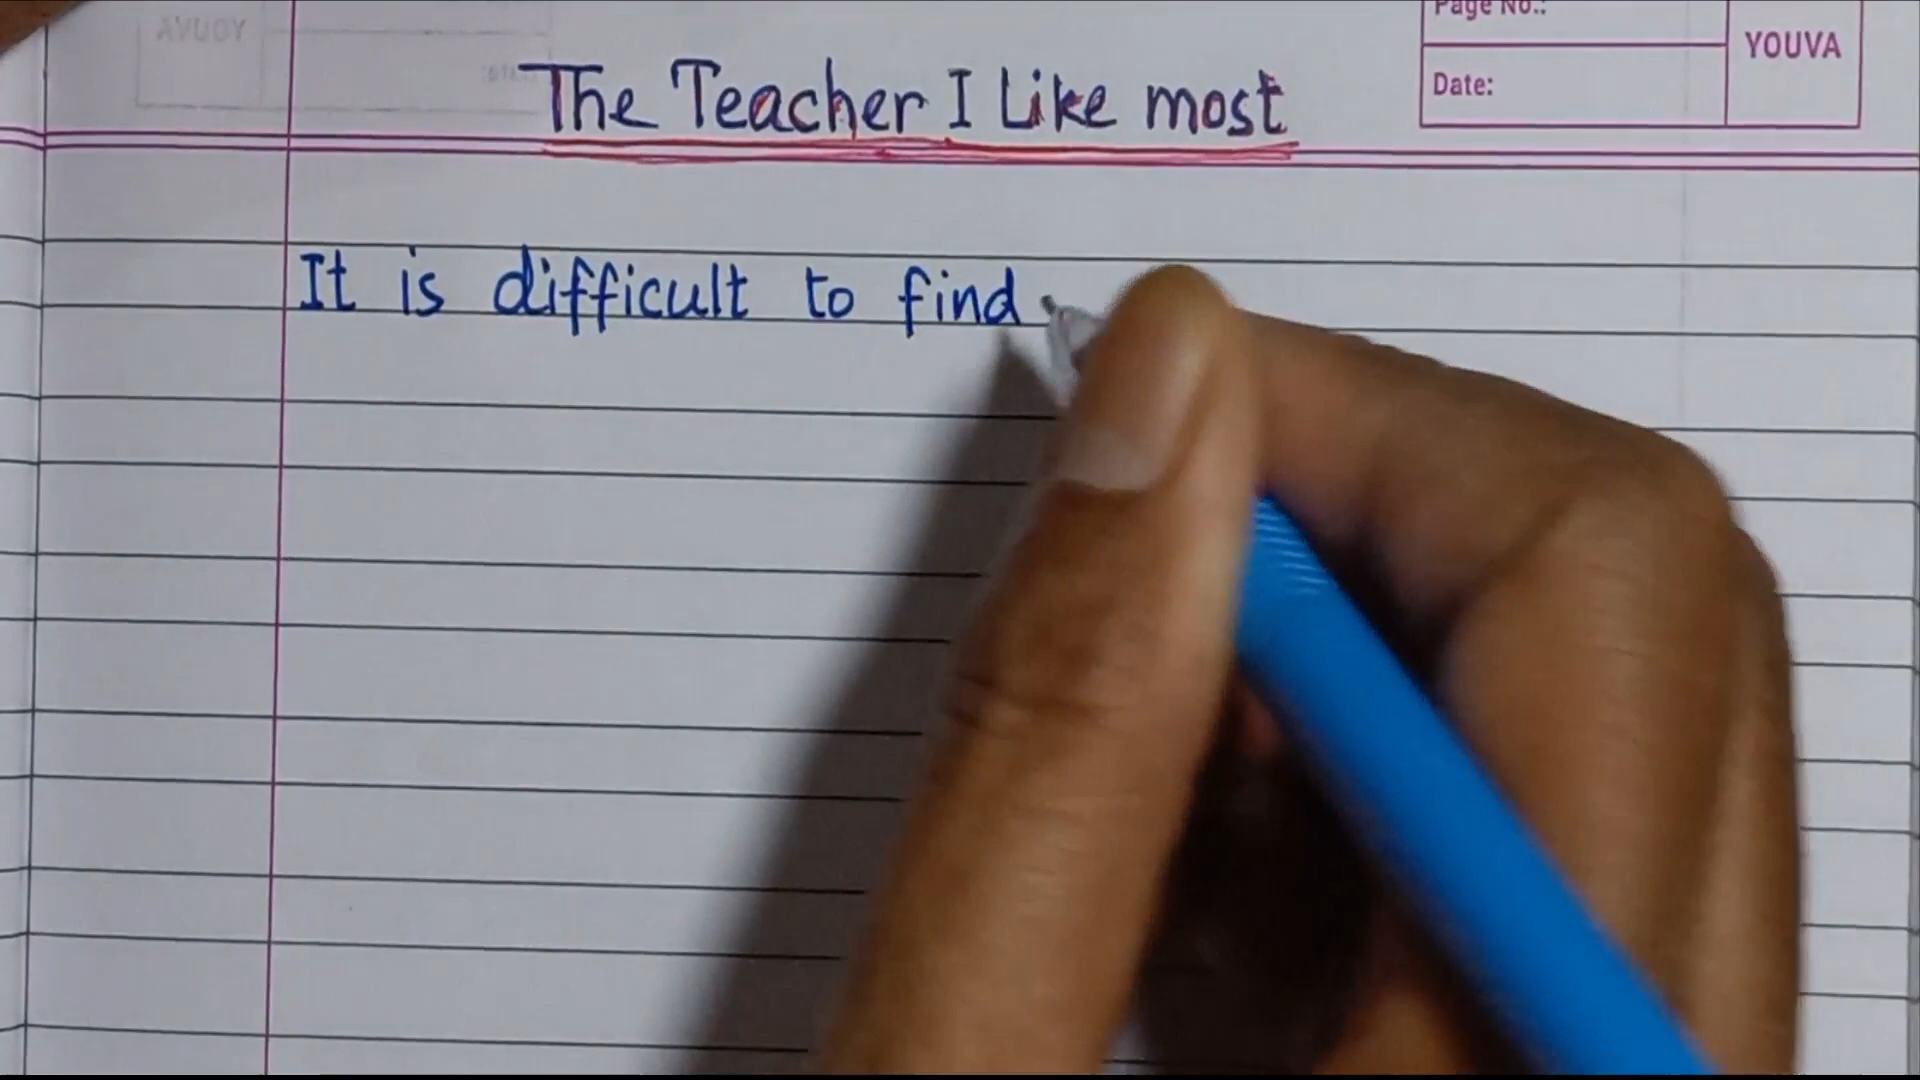 Page No.:
YOUVA
Date:
The Teacher I Like most
It is difficult to find